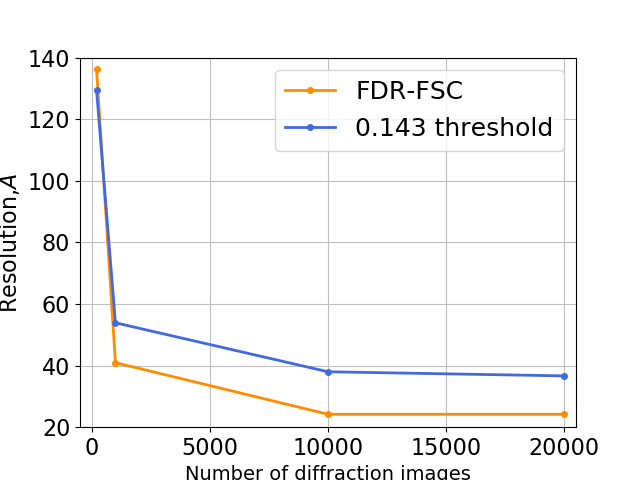 140
120
100
80
60
40
20
Resolution,A
FDR-FSC
0.143 threshold
0 5000 10000 15000 20000
Number of diffraction images